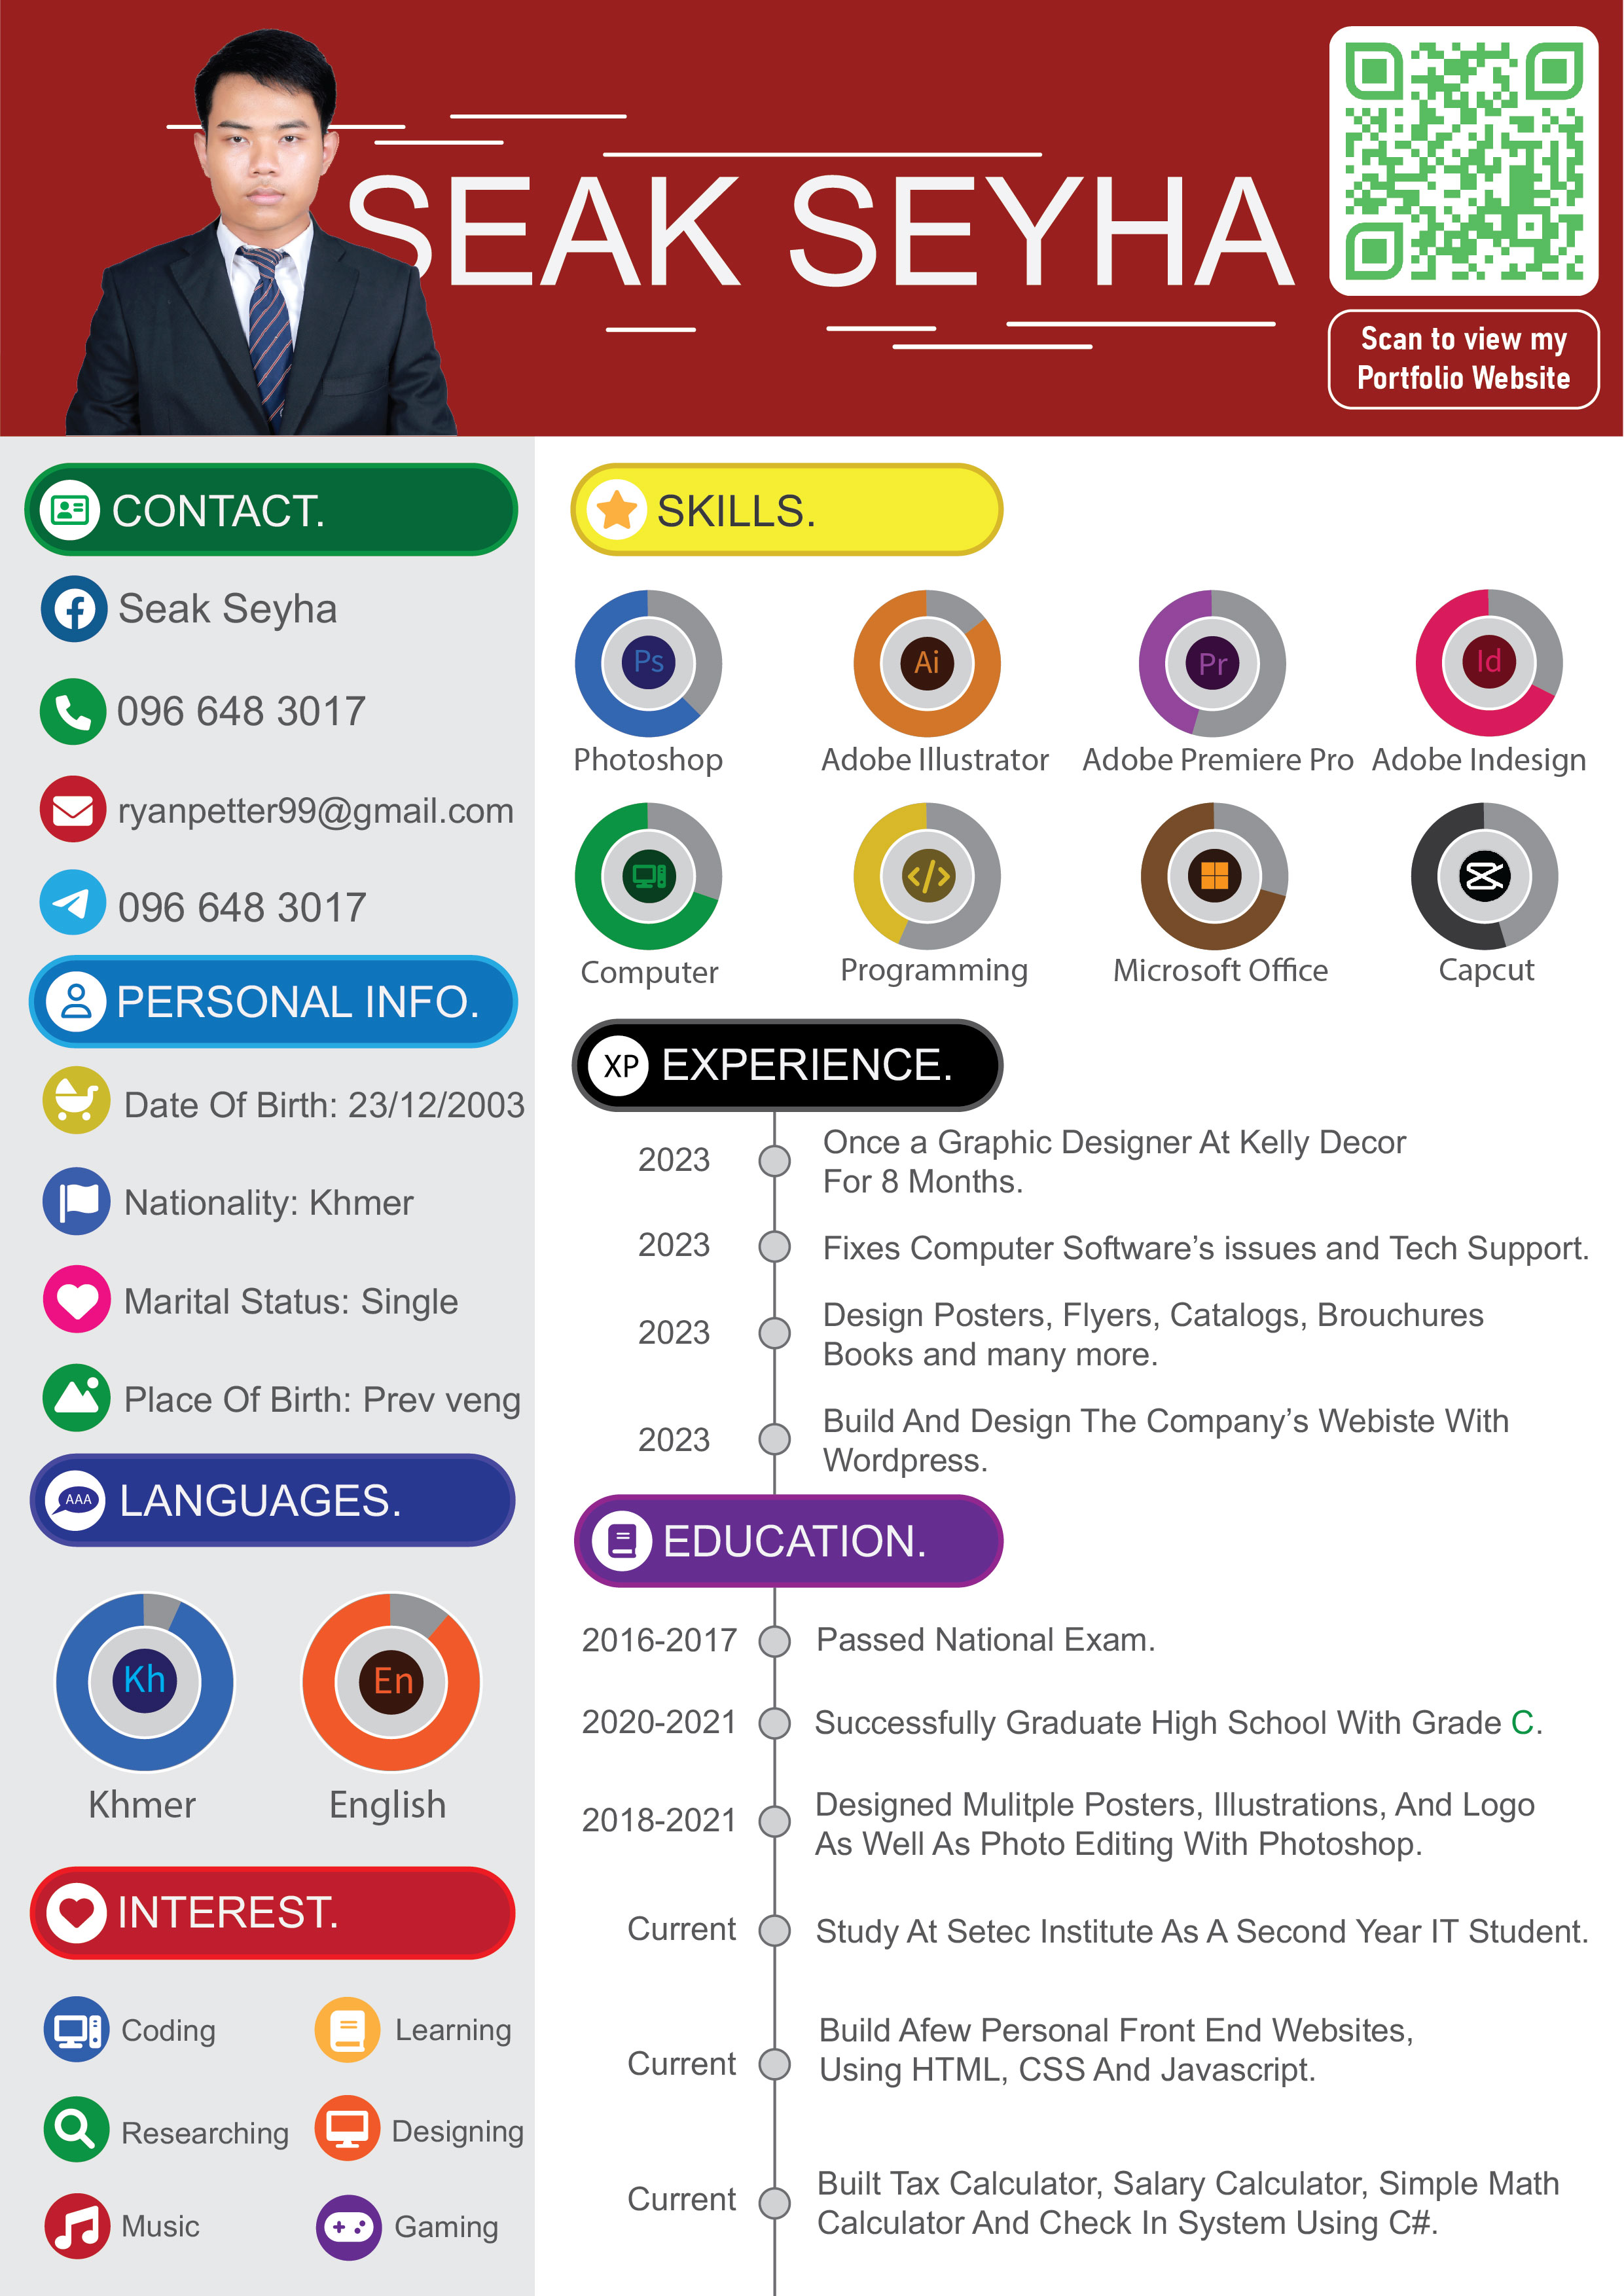 SEAK SEYHA
Scan to view my
Portfolio Website
CONTACT.
Seak Seyha
096 648 3017
ryanpetter99@gmail.com
096 648 3017
PERSONAL INFO.
Date Of Birth: 23/12/2003
Nationality: Khmer
Marital Status: Single
Place Of Birth: Prev veng
AAA
LANGUAGES.
Kh
En
Khmer
English
INTEREST.
Coding
Learning
Researching
Designing
Music
Gaming
SKILLS.
Ps
Ai
Pr
Id
Photoshop
Adobe Illustrator
Adobe Premiere Pro
Adobe Indesign
</>
Computer
Programming
Microsoft Office
Capcut
XP
EXPERIENCE.
2023
Once a Graphic Designer At Kelly Decor
For 8 Months.
2023
Fixes Computer Software’s issues and Tech Support.
2023
Design Posters, Flyers, Catalogs, Brouchures
Books and many more.
2023
Build And Design The Company’s Webiste With
Wordpress.
EDUCATION.
2016-2017
Passed National Exam.
2020-2021
Successfully Graduate High School With Grade C.
2018-2021
Designed Mulitple Posters, Illustrations, And Logo
As Well As Photo Editing With Photoshop.
Current
Study At Setec Institute As A Second Year IT Student.
Current
Build Afew Personal Front End Websites,
Using HTML, CSS And Javascript.
Current
Built Tax Calculator, Salary Calculator, Simple Math
Calculator And Check In System Using C#.